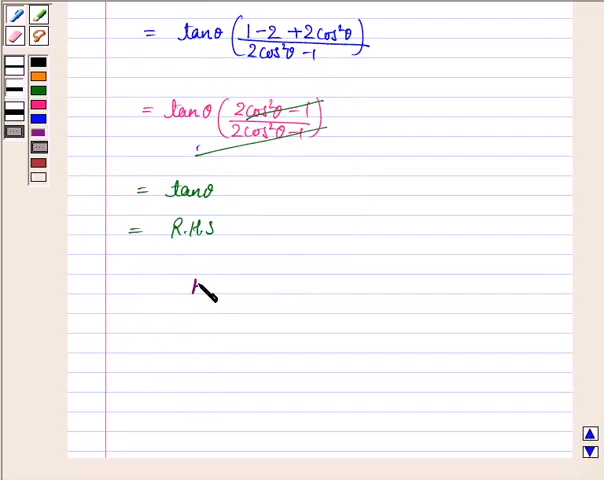 = tanθ (1-2+2cos²θ / 2cos²θ-1)
= tanθ (2cos²θ-1 / 2cos²θ-1)
= tanθ
= R.H.S